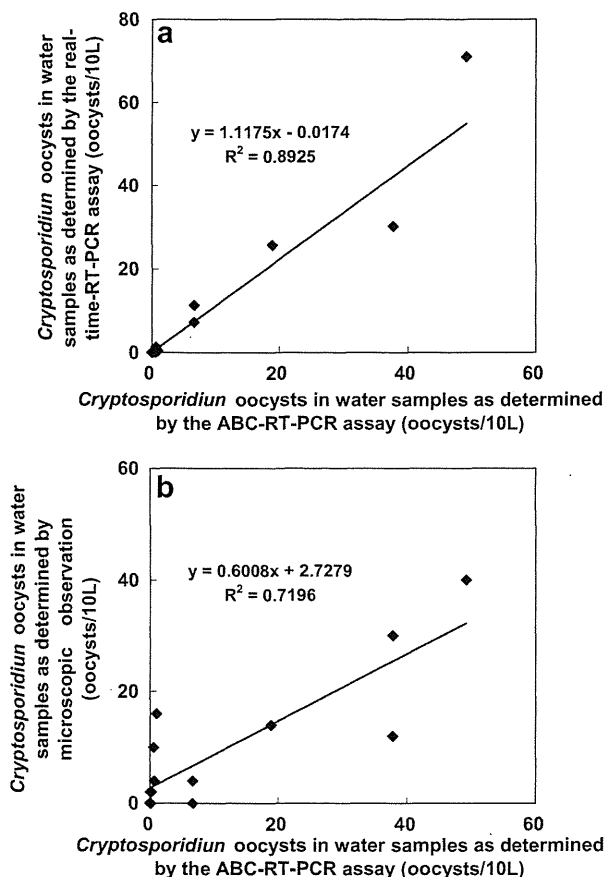 a
80
60
40
20
0
y = 1.1175x - 0.0174
R² = 0.8925
Cryptosporidiun oocysts in water
samples as determined by the real-
time-RT-PCR assay (oocysts/10L)
0 20 40 60
Cryptosporidiun oocysts in water samples as determined
by the ABC-RT-PCR assay (oocysts/10L)
b
60
40
20
0
y = 0.6008x + 2.7279
R² = 0.7196
Cryptosporidiun oocysts in water
samples as determined by
microscopic observation
(oocysts/10L)
0 20 40 60
Cryptosporidiun oocysts in water samples as determined
by the ABC-RT-PCR assay (oocysts/10L)